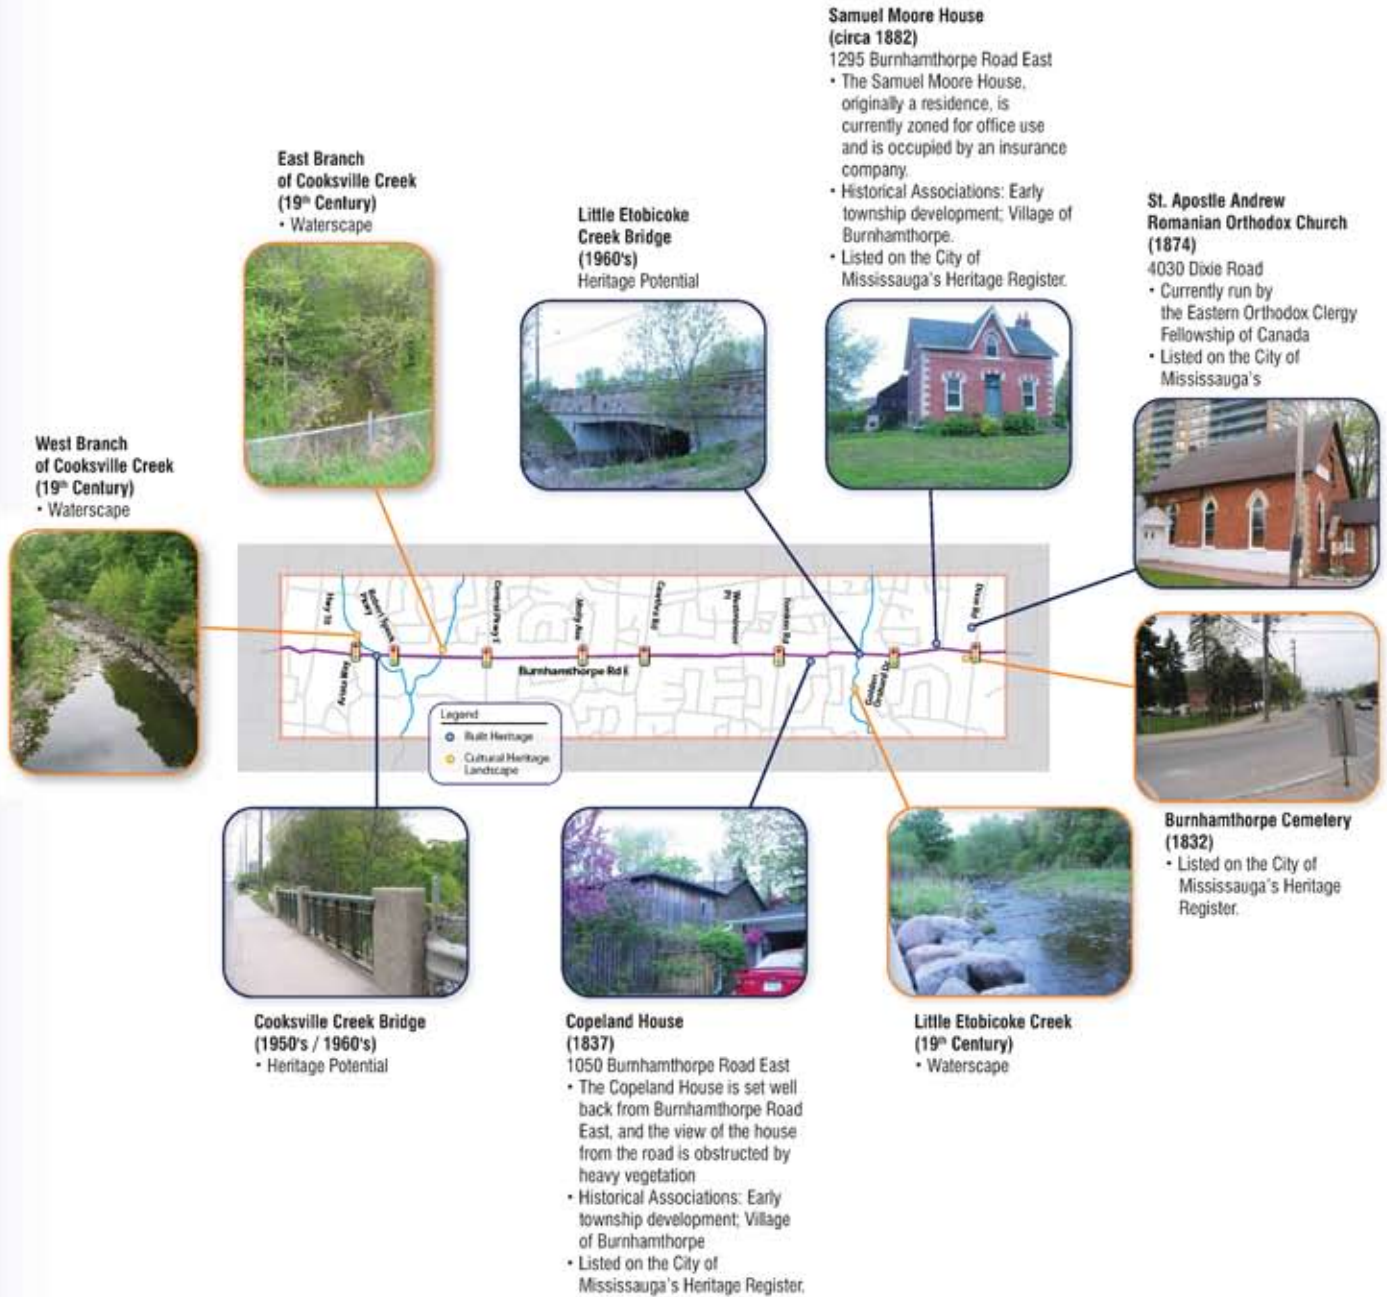 Samuel Moore House
(circa 1882)
1295 Burnhamthorpe Road East
• The Samuel Moore House,
originally a residence, is
currently zoned for office use
and is occupied by an insurance
company.
• Historical Associations: Early
township development; Village of
Burnhamthorpe.
• Listed on the City of
Mississauga's Heritage Register.
East Branch
of Cooksville Creek
(19th Century)
• Waterscape
Little Etobicoke
Creek Bridge
(1960's)
Heritage Potential
St. Apostle Andrew
Romanian Orthodox Church
(1874)
4030 Dixie Road
• Currently run by
the Eastern Orthodox Clergy
Fellowship of Canada
• Listed on the City of
Mississauga's
West Branch
of Cooksville Creek
(19th Century)
• Waterscape
Hwy 10
Robert Speck
Pkwy
Central Pkwy E
Dixie Rd
Arista Way
Burnhamthorpe Rd E
Legend
Built Heritage
Cultural Heritage
Landscape
Burnhamthorpe Cemetery
(1832)
• Listed on the City of
Mississauga's Heritage
Register.
Cooksville Creek Bridge
(1950's / 1960's)
• Heritage Potential
Copeland House
(1837)
1050 Burnhamthorpe Road East
• The Copeland House is set well
back from Burnhamthorpe Road
East, and the view of the house
from the road is obstructed by
heavy vegetation
• Historical Associations: Early
township development; Village
of Burnhamthorpe
• Listed on the City of
Mississauga's Heritage Register.
Little Etobicoke Creek
(19th Century)
• Waterscape